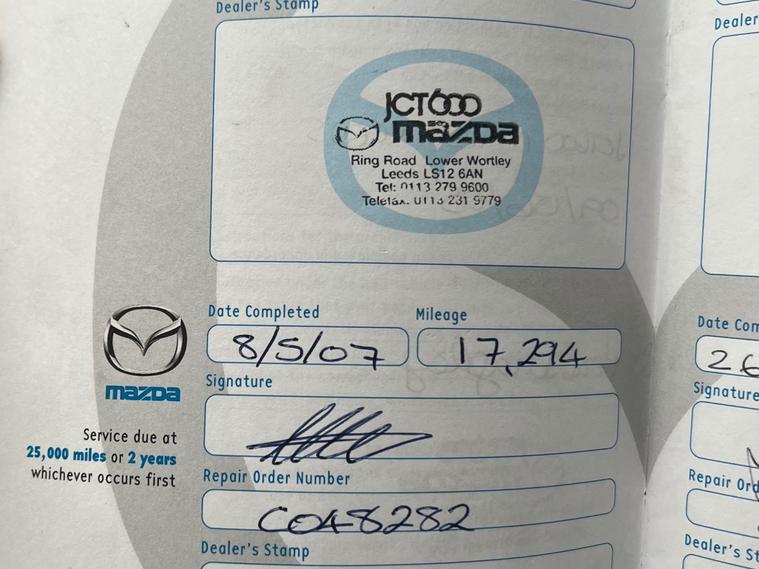 Dealer's Stamp
JCT600
mazda
Ring Road Lower Wortley
Leeds LS12 6AN
Tel: 0113 279 9600
Telefax. 0113 231 9779
Date Completed
Mileage
8/5/07
17,294
Signature
mazda
Service due at
25,000 miles or 2 years
whichever occurs first
Repair Order Number
C048282
Dealer's Stamp
Dealer
Date Com
26
Signature
Repair Ord
Dealer's St